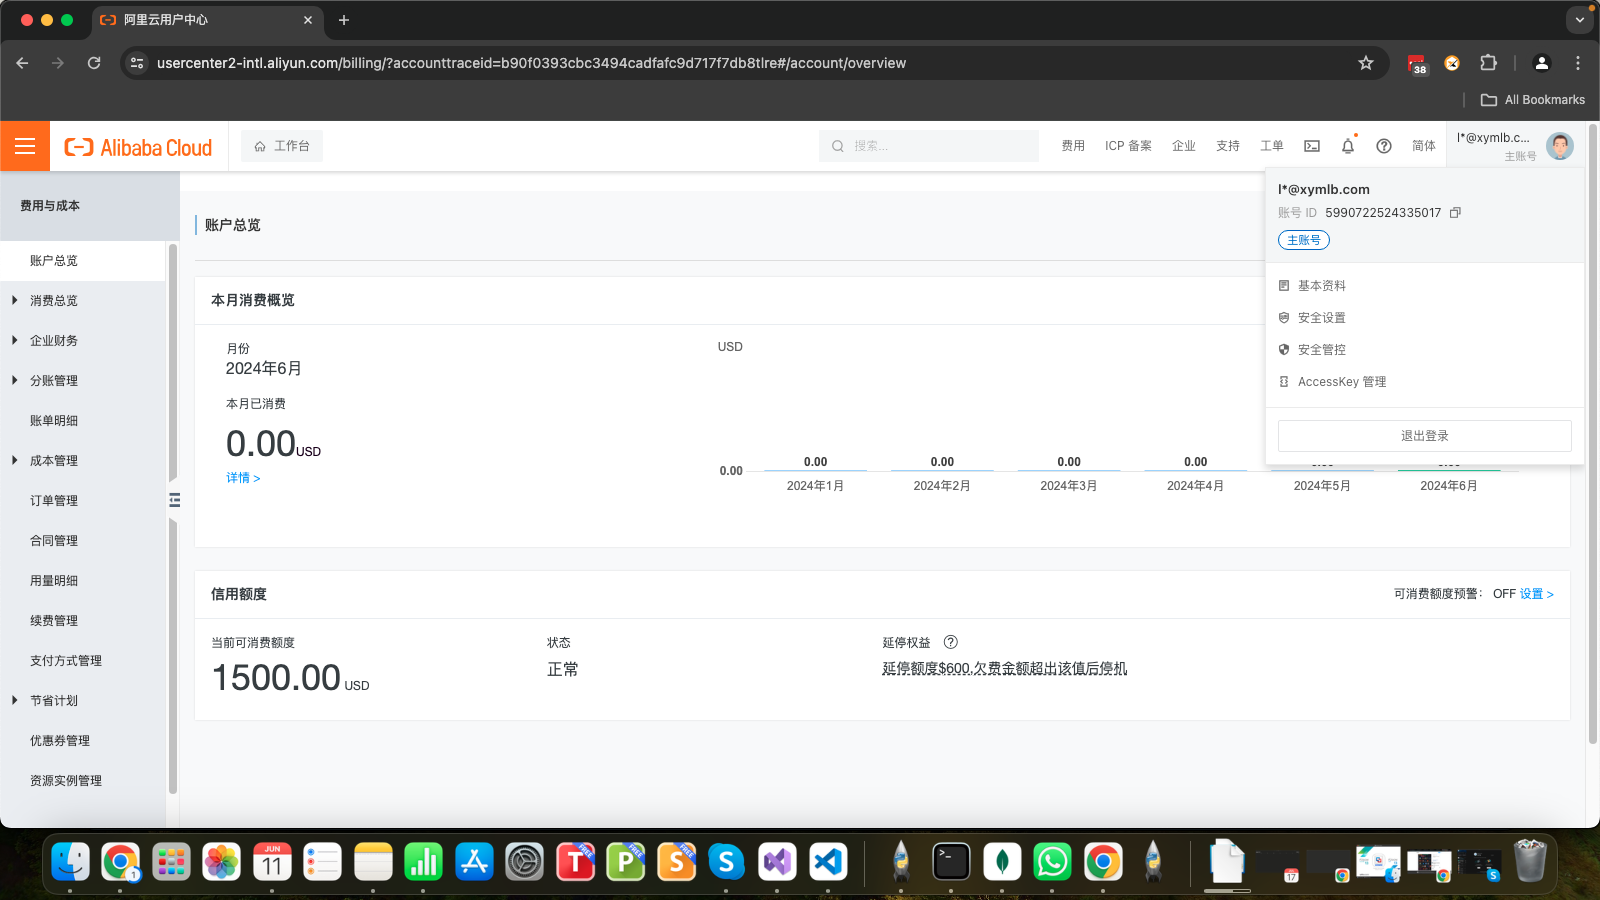 阿里云用户中心
usercenter2-intl.aliyun.com/billing/?accounttraceid=b90f0393cbc3494cadfafc9d717f7db8tlre#/account/overview
38
All Bookmarks
Alibaba Cloud
工作台
搜索...
费用
ICP 备案
企业
支持
工单
简体
l*@xymlb.c...
主账号
l*@xymlb.com
账号 ID 5990722524335017
主账号
基本资料
安全设置
安全管控
AccessKey 管理
退出登录
费用与成本
账户总览
消费总览
企业财务
分账管理
账单明细
成本管理
订单管理
合同管理
用量明细
续费管理
支付方式管理
节省计划
优惠券管理
资源实例管理
账户总览
本月消费概览
月份
2024年6月
本月已消费
0.00USD
详情 >
USD
0.00
0.00 0.00 0.00 0.00
2024年1月 2024年2月 2024年3月 2024年4月 2024年5月 2024年6月
信用额度
可消费额度预警： OFF 设置 >
当前可消费额度
1500.00 USD
状态
正常
延停权益
延停额度$600,欠费金额超出该值后停机
1
JUN
11
T FREE
P FREE
S FREE
17